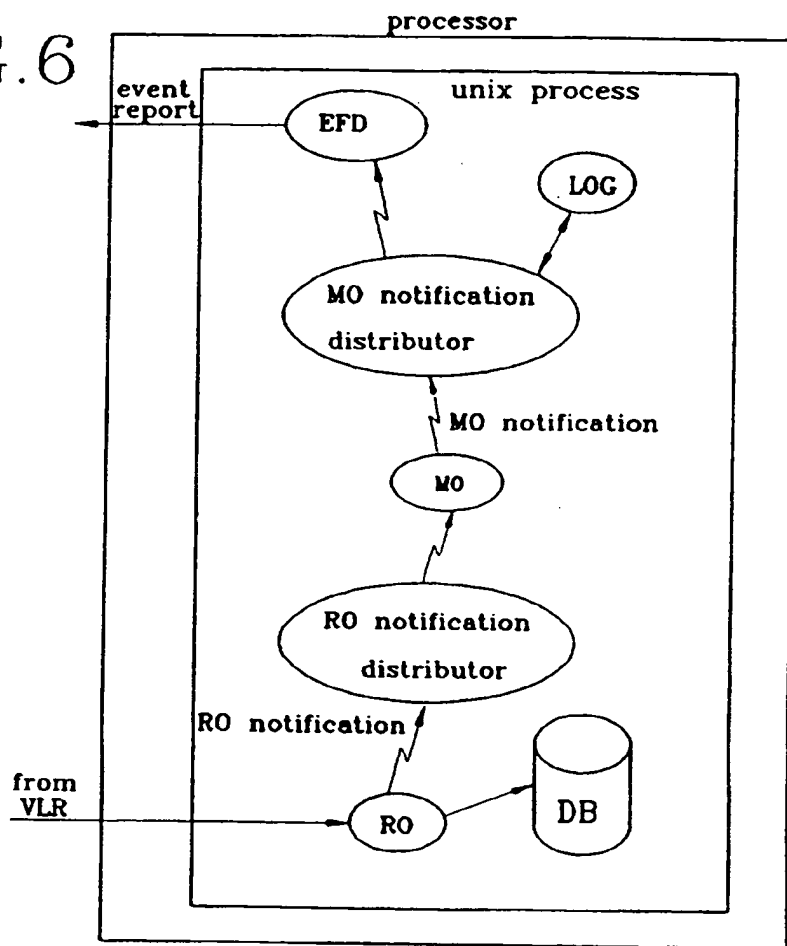 processor
G.6
event
report
unix process
EFD
LOG
MO notification
distributor
MO notification
MO
RO notification
distributor
RO notification
from
VLR
RO
DB